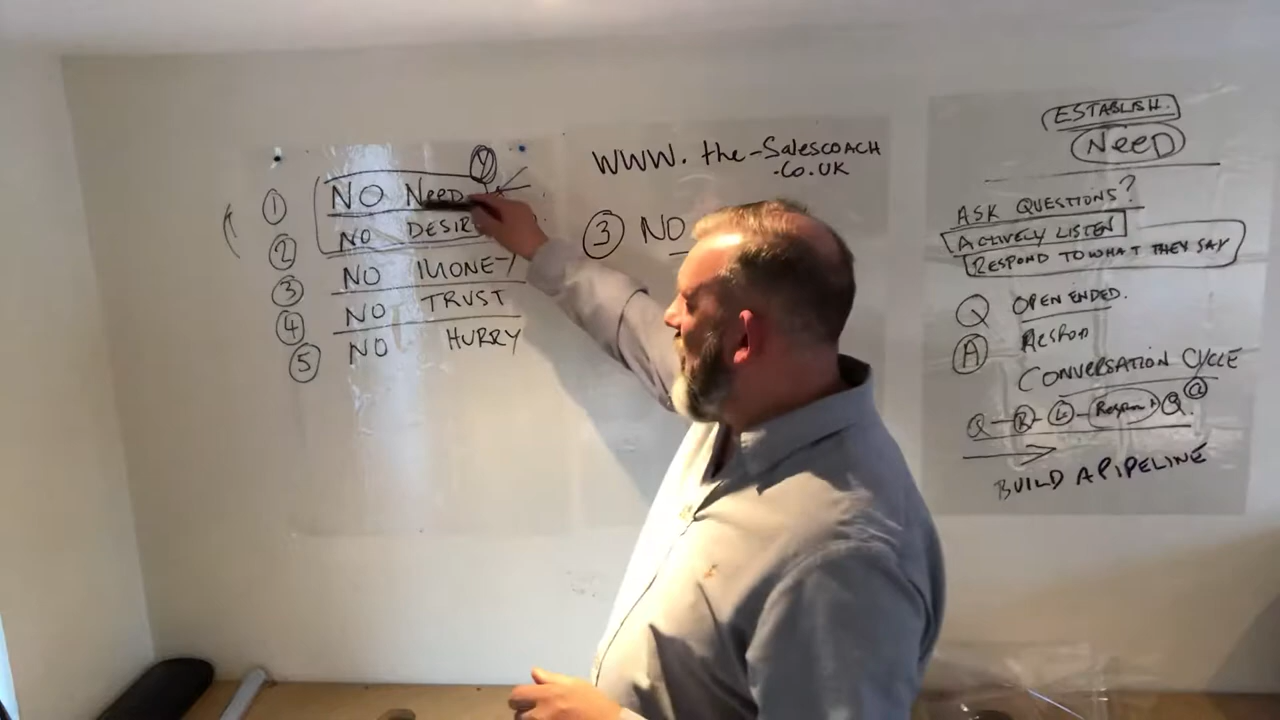 ① NO NEED
② NO DESIR
③ NO MONEY
④ NO TRUST
⑤ NO HURRY
WWW.the-Salescoach
.CO.UK
③ NO
ESTABLISH.
NEED
ASK QUESTIONS?
ACTIVELY LISTEN
RESPOND TO WHAT THEY SAY
Q OPEN ENDED.
A
CONVERSATION CYCLE
Q-R-L- Q
BUILD A PIPELINE